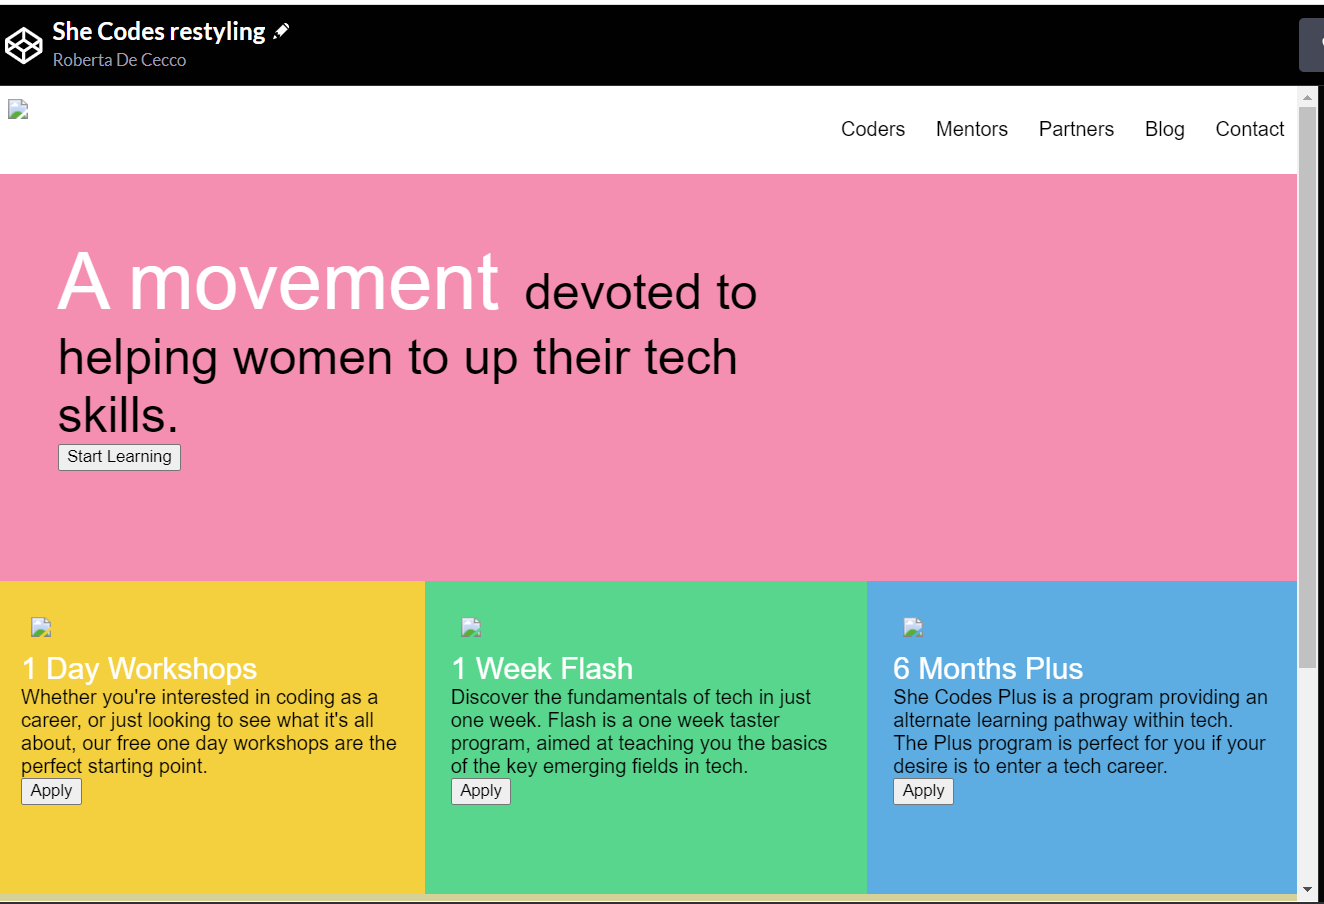 She Codes restyling
Roberta De Cecco
Coders Mentors Partners Blog Contact
A movement devoted to
helping women to up their tech
skills.
Start Learning
1 Day Workshops
Whether you're interested in coding as a
career, or just looking to see what it's all
about, our free one day workshops are the
perfect starting point.
Apply
1 Week Flash
Discover the fundamentals of tech in just
one week. Flash is a one week taster
program, aimed at teaching you the basics
of the key emerging fields in tech.
Apply
6 Months Plus
She Codes Plus is a program providing an
alternate learning pathway within tech.
The Plus program is perfect for you if your
desire is to enter a tech career.
Apply